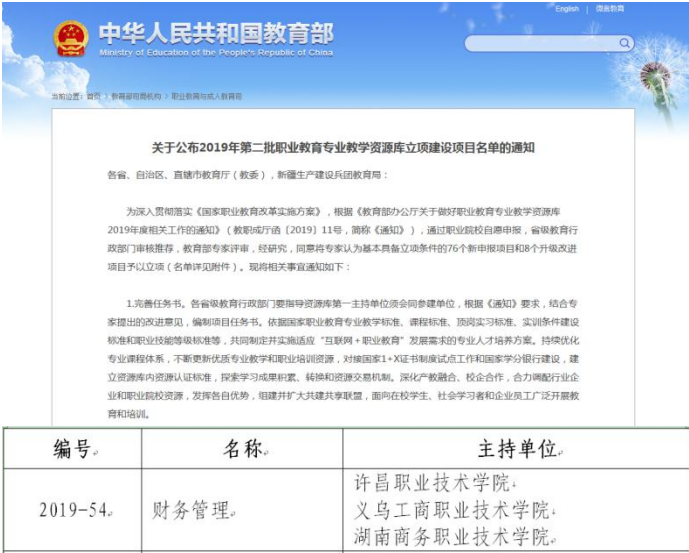 English | 微言教育
中华人民共和国教育部
Ministry of Education of the People's Republic of China
当前位置：首页 > 教育部司局机构 > 职业教育与成人教育司
关于公布2019年第二批职业教育专业教学资源库立项建设项目名单的通知
各省、自治区、直辖市教育厅（教委），新疆生产建设兵团教育局：
为深入贯彻落实《国家职业教育改革实施方案》，根据《教育部办公厅关于做好职业教育专业教学资源库
2019年度相关工作的通知》（教职成厅函〔2019〕11号，简称《通知》），通过职业院校自愿申报，省级教育行
政部门审核推荐，教育部专家评审，经研究，同意将专家认为基本具备立项条件的76个新申报项目和8个升级改进
项目予以立项（名单详见附件）。现将相关事宜通知如下：
1.完善任务书。各省级教育行政部门要指导资源库第一主持单位须会同参建单位，根据《通知》要求，结合专
家提出的改进意见，编制项目任务书。依据国家职业教育专业教学标准、课程标准、顶岗实习标准、实训条件建设
标准和职业技能等级标准等，共同制定并实施适应“互联网＋职业教育”发展需求的专业人才培养方案。持续优化
专业课程体系，不断更新优质专业教学和职业培训资源，对接国家1+X证书制度试点工作和国家学分银行建设，建
立资源库内资源认证标准，探索学习成果积累、转换和资源交易机制。深化产教融合、校企合作，合力调配行业企
业和职业院校资源，发挥各自优势，组建并扩大共建共享联盟，面向在校学生、社会学习者和企业员工广泛开展教
育和培训。
编号 名称 主持单位
2019-54 财务管理 许昌职业技术学院
义乌工商职业技术学院
湖南商务职业技术学院